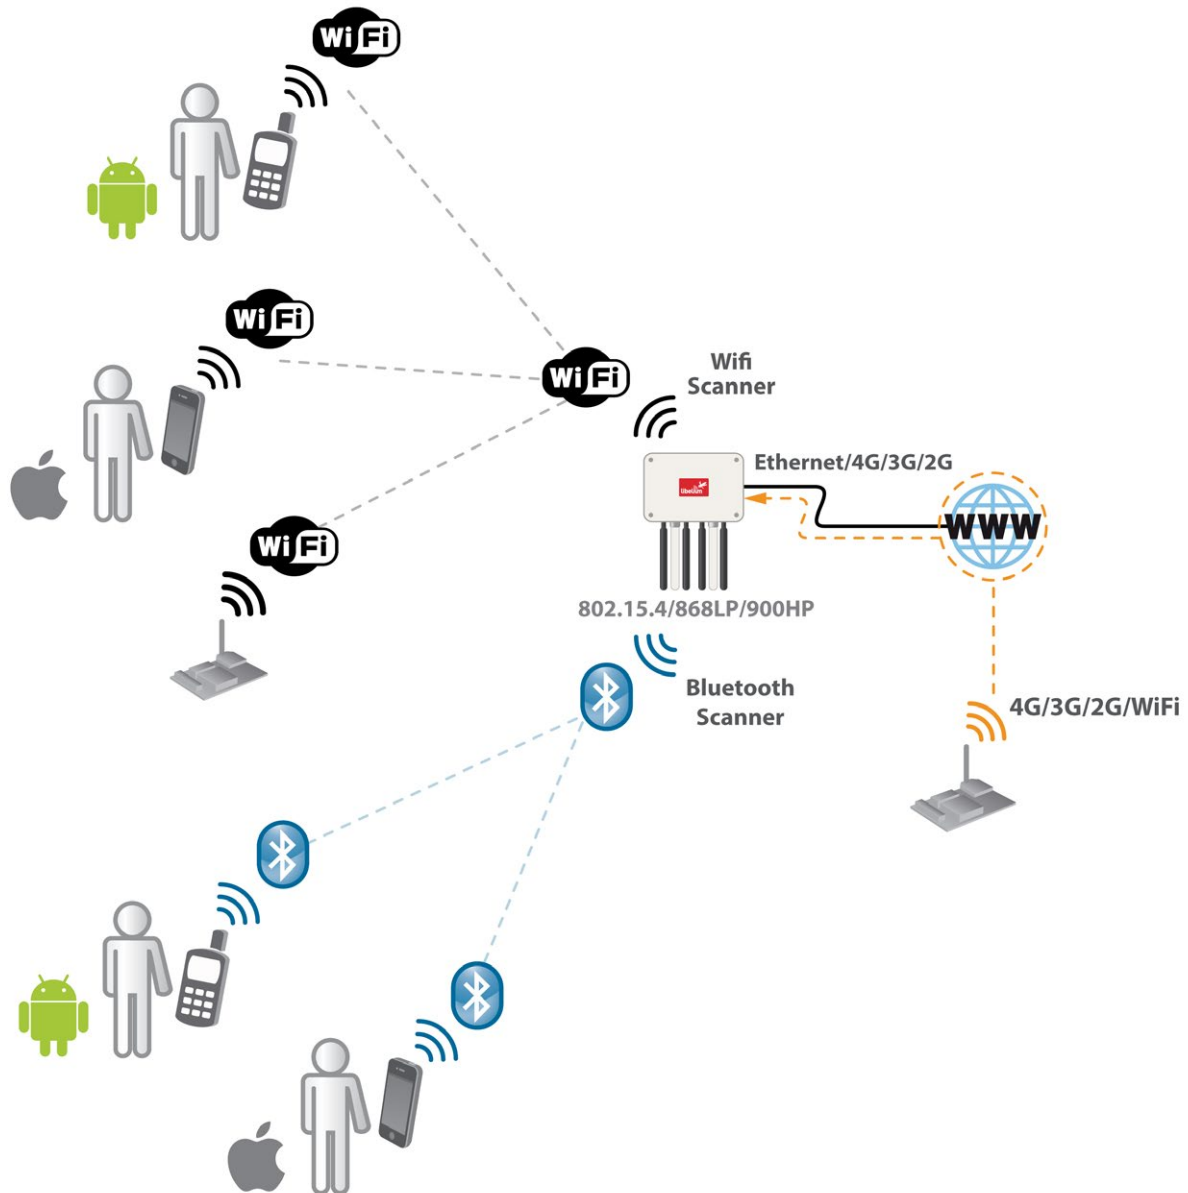 WiFi
WiFi
WiFi
Wifi
Scanner
Ethernet/4G/3G/2G
libelium
WWW
WiFi
802.15.4/868LP/900HP
Bluetooth
Scanner
4G/3G/2G/WiFi